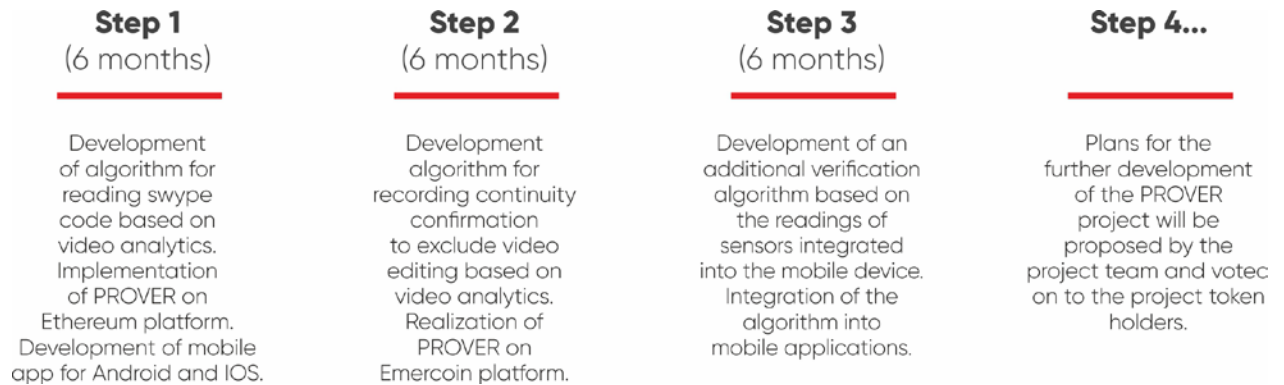 Step 1
(6 months)
Development
of algorithm for
reading swype
code based on
video analytics.
Implementation
of PROVER on
Ethereum platform.
Development of mobile
app for Android and IOS.
Step 2
(6 months)
Development
algorithm for
recording continuity
confirmation
to exclude video
editing based on
video analytics.
Realization of
PROVER on
Emercoin platform.
Step 3
(6 months)
Development of an
additional verification
algorithm based on
the readings of
sensors integrated
into the mobile device.
Integration of the
algorithm into
mobile applications.
Step 4...
Plans for the
further development
of the PROVER
project will be
proposed by the
project team and voted
on to the project token
holders.